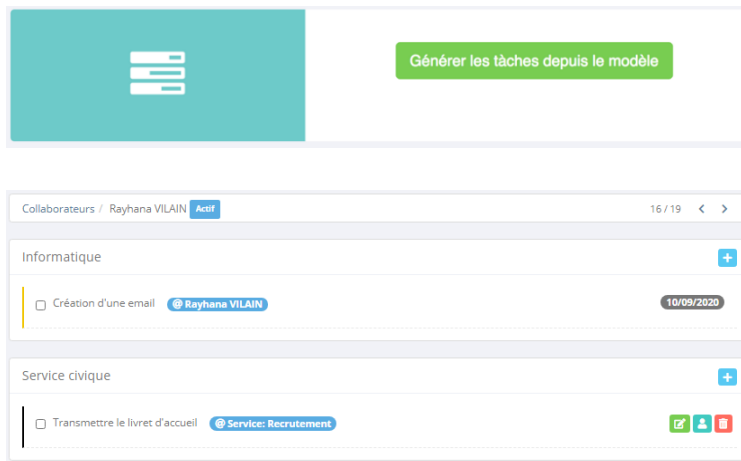 Générer les tàches depuis le modèle
Collaborateurs / Rayhana VILAIN Actif 16 / 19
Informatique
Création d'une email @ Rayhana VILAIN 10/09/2020
Service civique
Transmettre le livret d'accueil @ Service: Recrutement